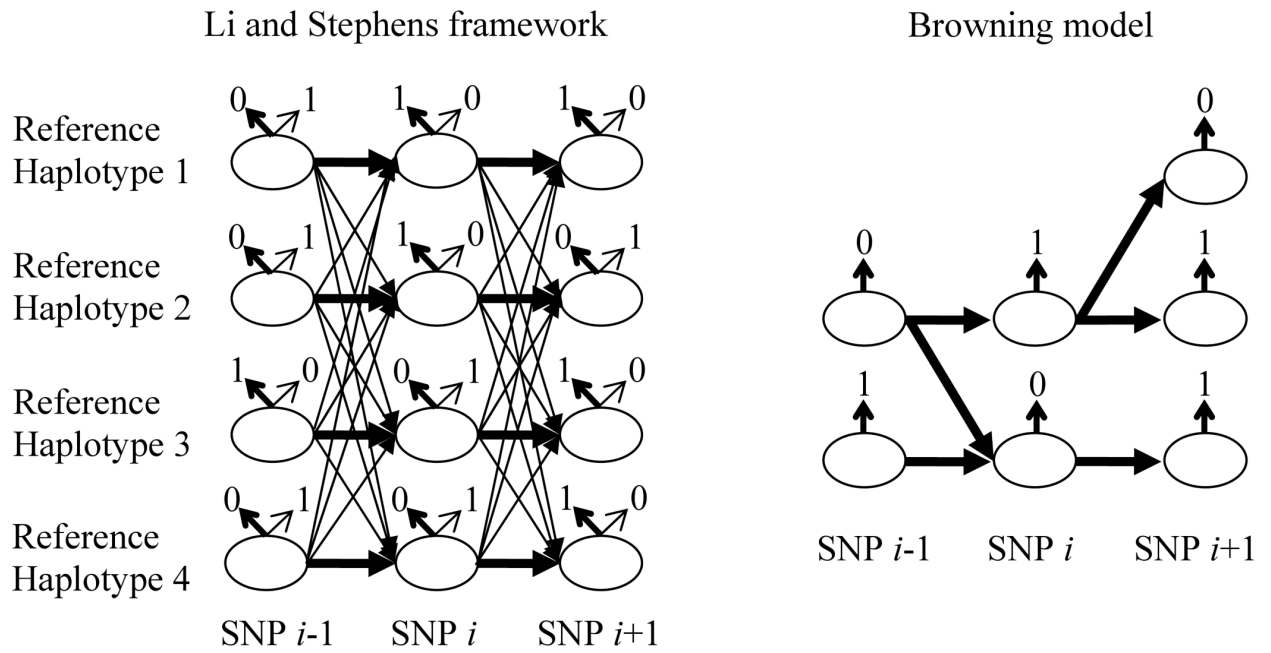 Li and Stephens framework
Browning model
0 1 1 0 1 0
Reference
Haplotype 1
0 1 1 0 0 1
Reference
Haplotype 2
1 0 0 1 1 0
Reference
Haplotype 3
0 1 0 1 1 0
Reference
Haplotype 4
SNP i-1 SNP i SNP i+1
0
0 1 1
1 0 1
SNP i-1 SNP i SNP i+1